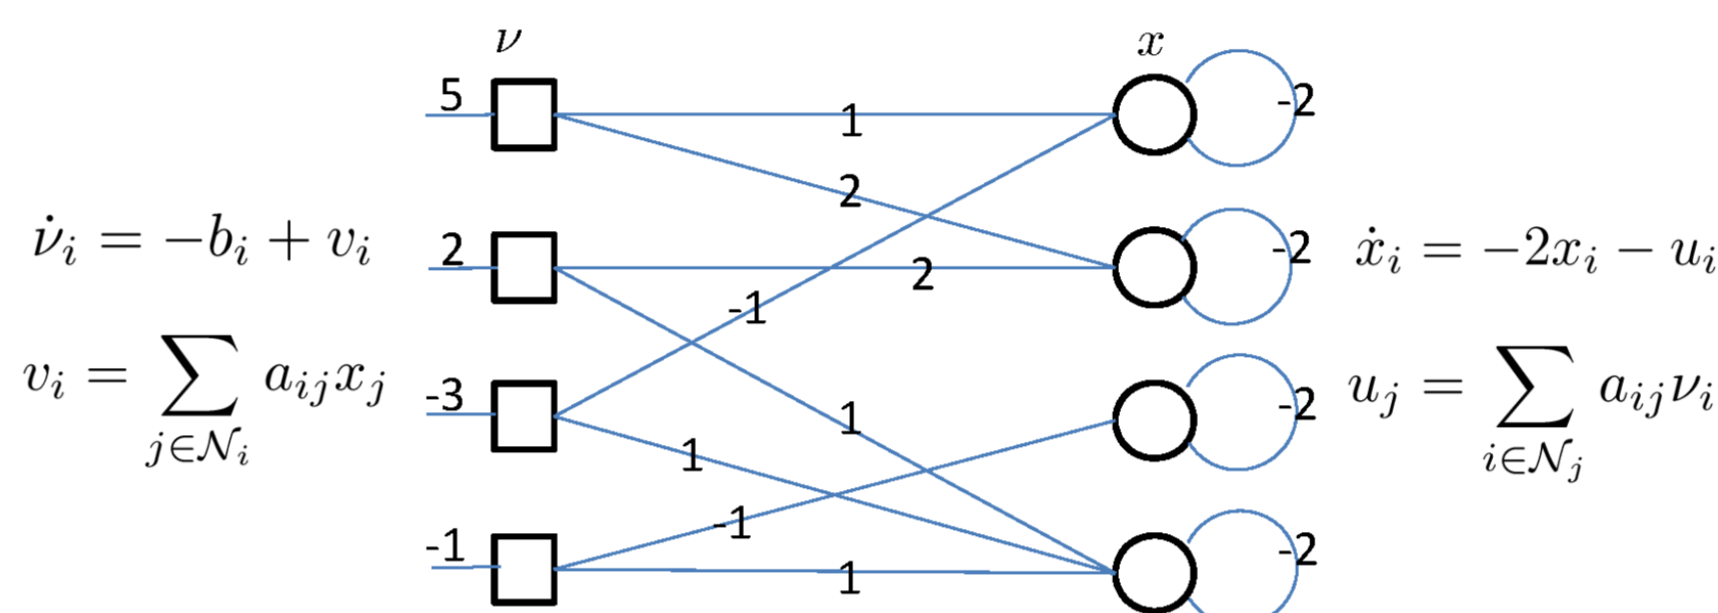 ν x
5 1 -2
2
ν̇ᵢ = −bᵢ + vᵢ 2 2 -2 ẋᵢ = −2xᵢ − uᵢ
-1
vᵢ = ∑_{j∈𝒩ᵢ} aᵢⱼxⱼ -3 1 -2 uⱼ = ∑_{i∈𝒩ⱼ} aᵢⱼνᵢ
1
-1
-1 1 -2